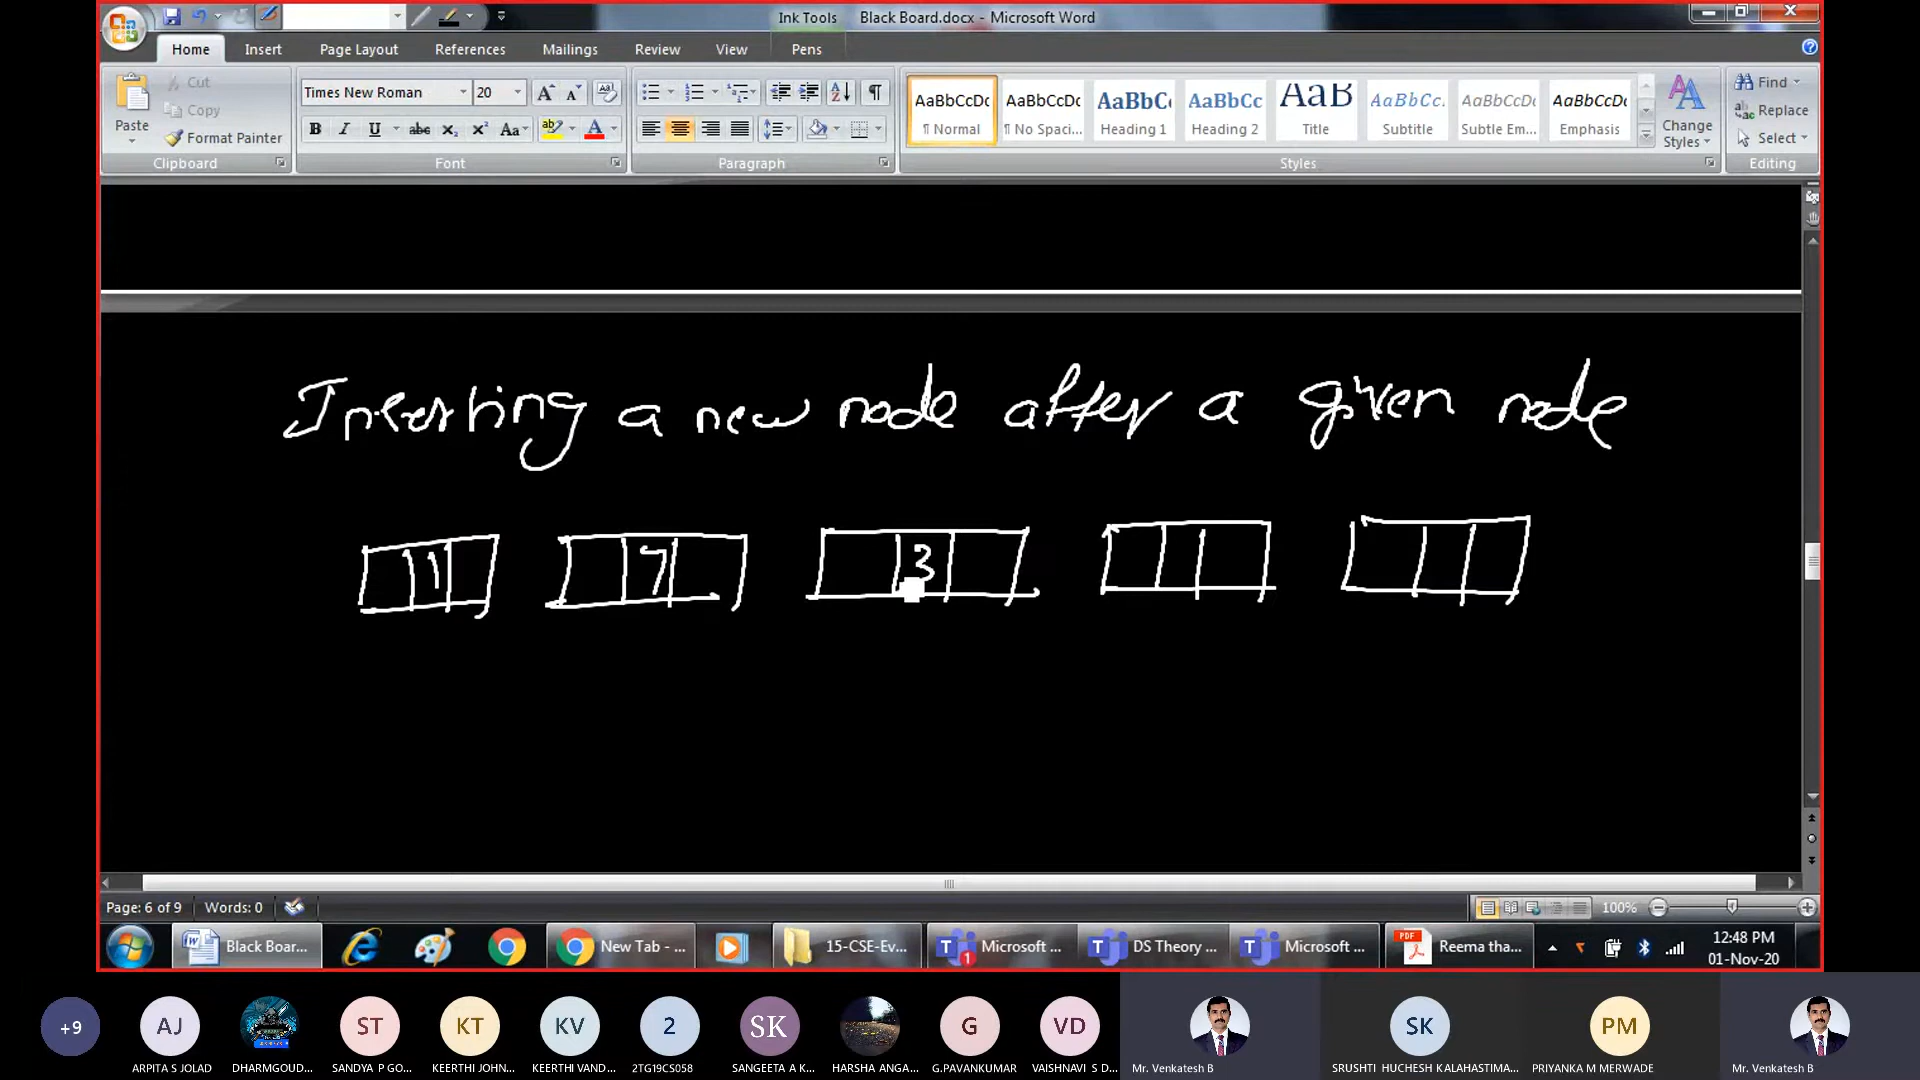 Ink Tools Black Board.docx - Microsoft Word
Home Insert Page Layout References Mailings Review View Pens
Cut
Copy
Paste Format Painter
Clipboard
Times New Roman 20
Font
Paragraph
AaBbCcDc AaBbCcDc AaBbC AaBbCc AaB AaBbCc. AaBbCcDc AaBbCcDc
¶ Normal ¶ No Spaci... Heading 1 Heading 2 Title Subtitle Subtle Em... Emphasis
Change Styles
Styles
Find
Replace
Select
Editing
Inserting a new node after a given node
1 7 3
Page: 6 of 9 Words: 0 100%
Black Boar... New Tab - ... 15-CSE-Ev... Microsoft ... DS Theory ... Microsoft ... Reema tha...
1
PDF
12:48 PM
01-Nov-20
+9 AJ ST KT KV 2 SK G VD SK PM
ARPITA S JOLAD DHARMGOUD... SANDYA P GO... KEERTHI JOHN... KEERTHI VAND... 2TG19CS058 SANGEETA A K... HARSHA ANGA... G.PAVANKUMAR VAISHNAVI S D... Mr. Venkatesh B SRUSHTI HUCHESH KALAHASTIMA... PRIYANKA M MERWADE Mr. Venkatesh B